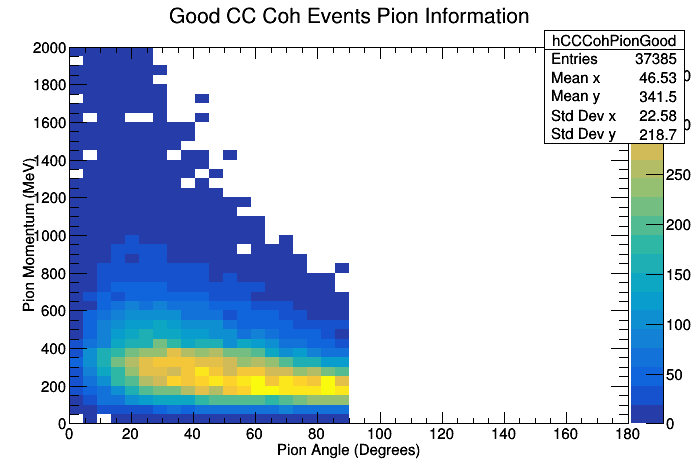 Good CC Coh Events Pion Information
hCCCohPionGood
Entries 37385
Mean x 46.53
Mean y 341.5
Std Dev x 22.58
Std Dev y 218.7
Pion Momentum (MeV)
2000
1800
1600
1400
1200
1000
800
600
400
200
0
0 20 40 60 80 100 120 140 160 180
Pion Angle (Degrees)
250
200
150
100
50
0